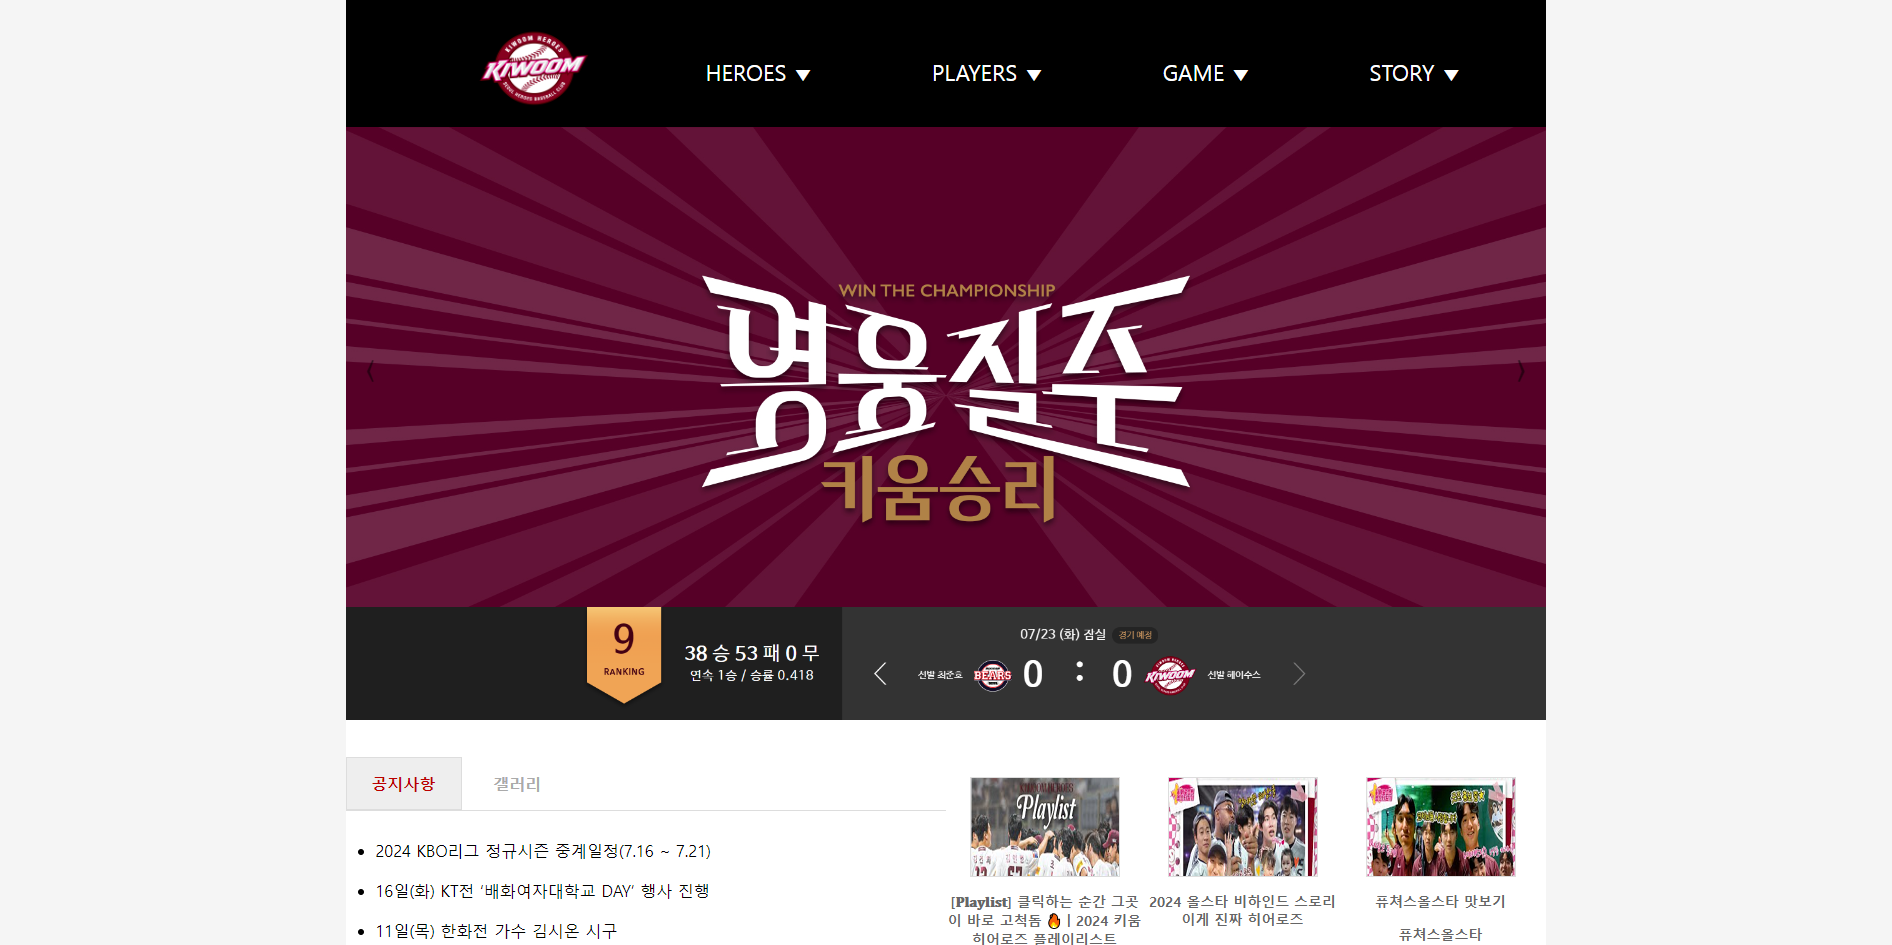 KIWOOM HEROES
KIWOOM
SEOUL HEROES BASEBALL CLUB
HEROES ▼
PLAYERS ▼
GAME ▼
STORY ▼
WIN THE CHAMPIONSHIP
영웅질주
키움승리
9
RANKING
38 승 53 패 0 무
연속 1승 / 승률 0.418
07/23 (화) 잠실 경기 예정
선발 최준호 BEARS 0 : 0 KIWOOM 선발 헤이수스
공지사항
갤러리
• 2024 KBO리그 정규시즌 중계일정(7.16 ~ 7.21)
• 16일(화) KT전 ‘배화여자대학교 DAY’ 행사 진행
• 11일(목) 한화전 가수 김시온 시구
Playlist
[Playlist] 클릭하는 순간 그곳
이 바로 고척돔 🔥ㅣ2024 키움
히어로즈 플레이리스트
2024 올스타 비하인드 스로리
이게 진짜 히어로즈
퓨쳐스올스타 맛보기
퓨쳐스올스타